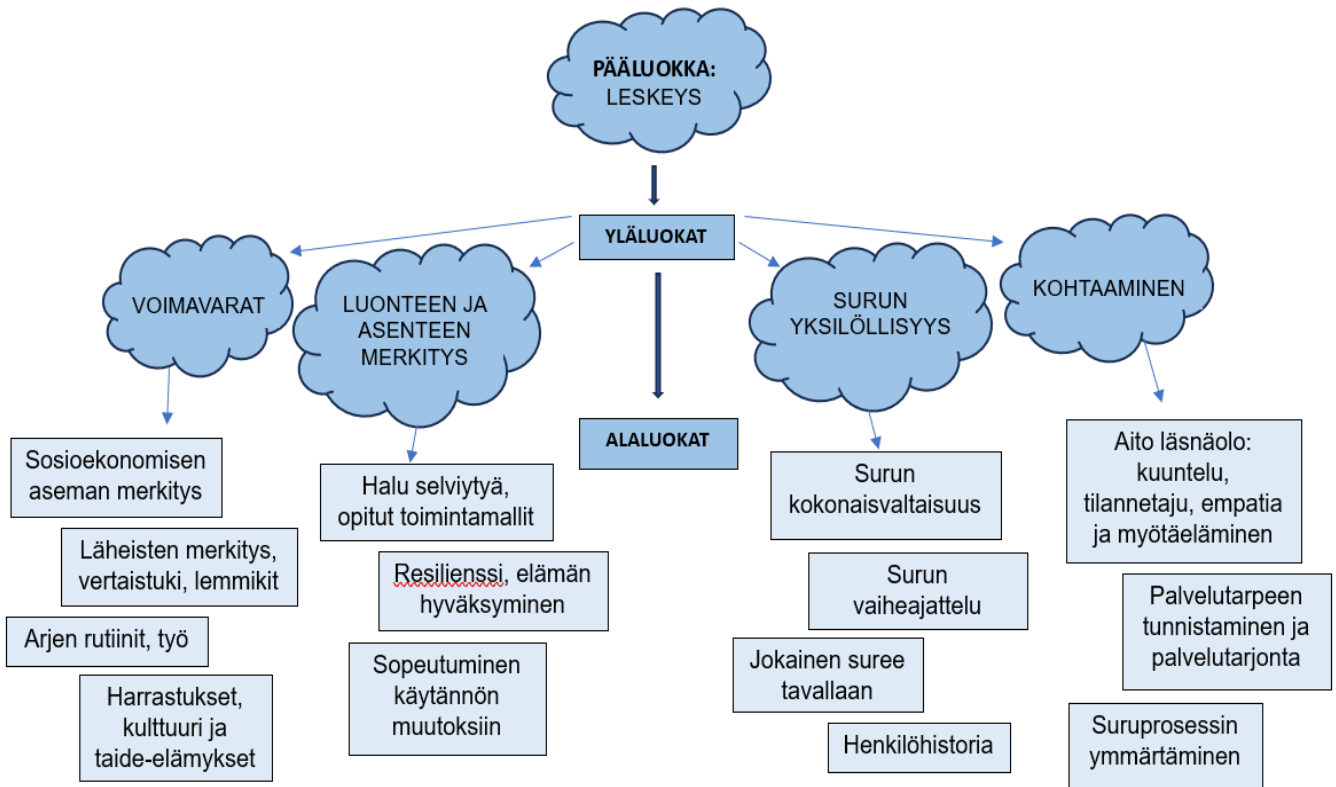 PÄÄLUOKKA:
LESKEYS
YLÄLUOKAT
VOIMAVARAT
LUONTEEN JA
ASENTEEN
MERKITYS
SURUN
YKSILÖLLISYYS
KOHTAAMINEN
ALALUOKAT
Sosioekonomisen
aseman merkitys
Läheisten merkitys,
vertaistuki, lemmikit
Arjen rutiinit, työ
Harrastukset,
kulttuuri ja
taide-elämykset
Halu selviytyä,
opitut toimintamallit
Resilienssi, elämän
hyväksyminen
Sopeutuminen
käytännön
muutoksiin
Surun
kokonaisvaltaisuus
Surun
vaiheajattelu
Jokainen suree
tavallaan
Henkilöhistoria
Aito läsnäolo:
kuuntelu,
tilannetaju, empatia
ja myötäeläminen
Palvelutarpeen
tunnistaminen ja
palvelutarjonta
Suruprosessin
ymmärtäminen